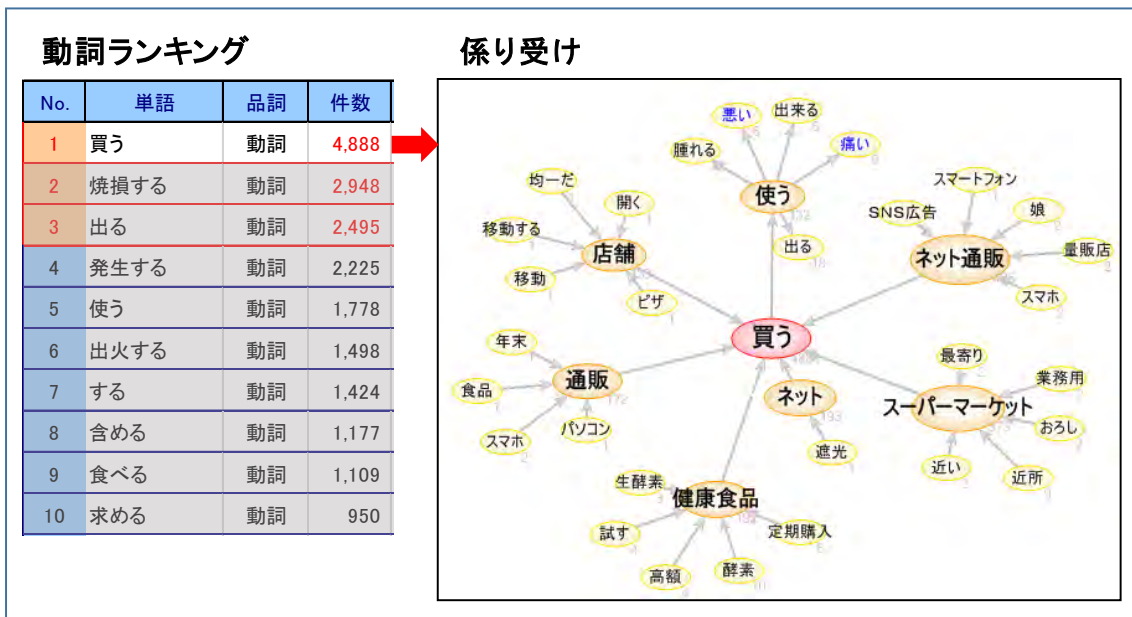 動詞ランキング
No. 単語 品詞 件数
1 買う 動詞 4,888
2 焼損する 動詞 2,948
3 出る 動詞 2,495
4 発生する 動詞 2,225
5 使う 動詞 1,778
6 出火する 動詞 1,498
7 する 動詞 1,424
8 含める 動詞 1,177
9 食べる 動詞 1,109
10 求める 動詞 950
係り受け
悪い
出来る
腫れる
痛い
使う
出る
均一だ
開く
移動する
店舗
移動
ピザ
スマートフォン
SNS広告
娘
ネット通販
量販店
スマホ
買う
年末
通販
食品
スマホ
パソコン
ネット
193
遮光
最寄り
業務用
スーパーマーケット
おろし
近い
近所
生酵素
健康食品
試す
定期購入
高額
酵素